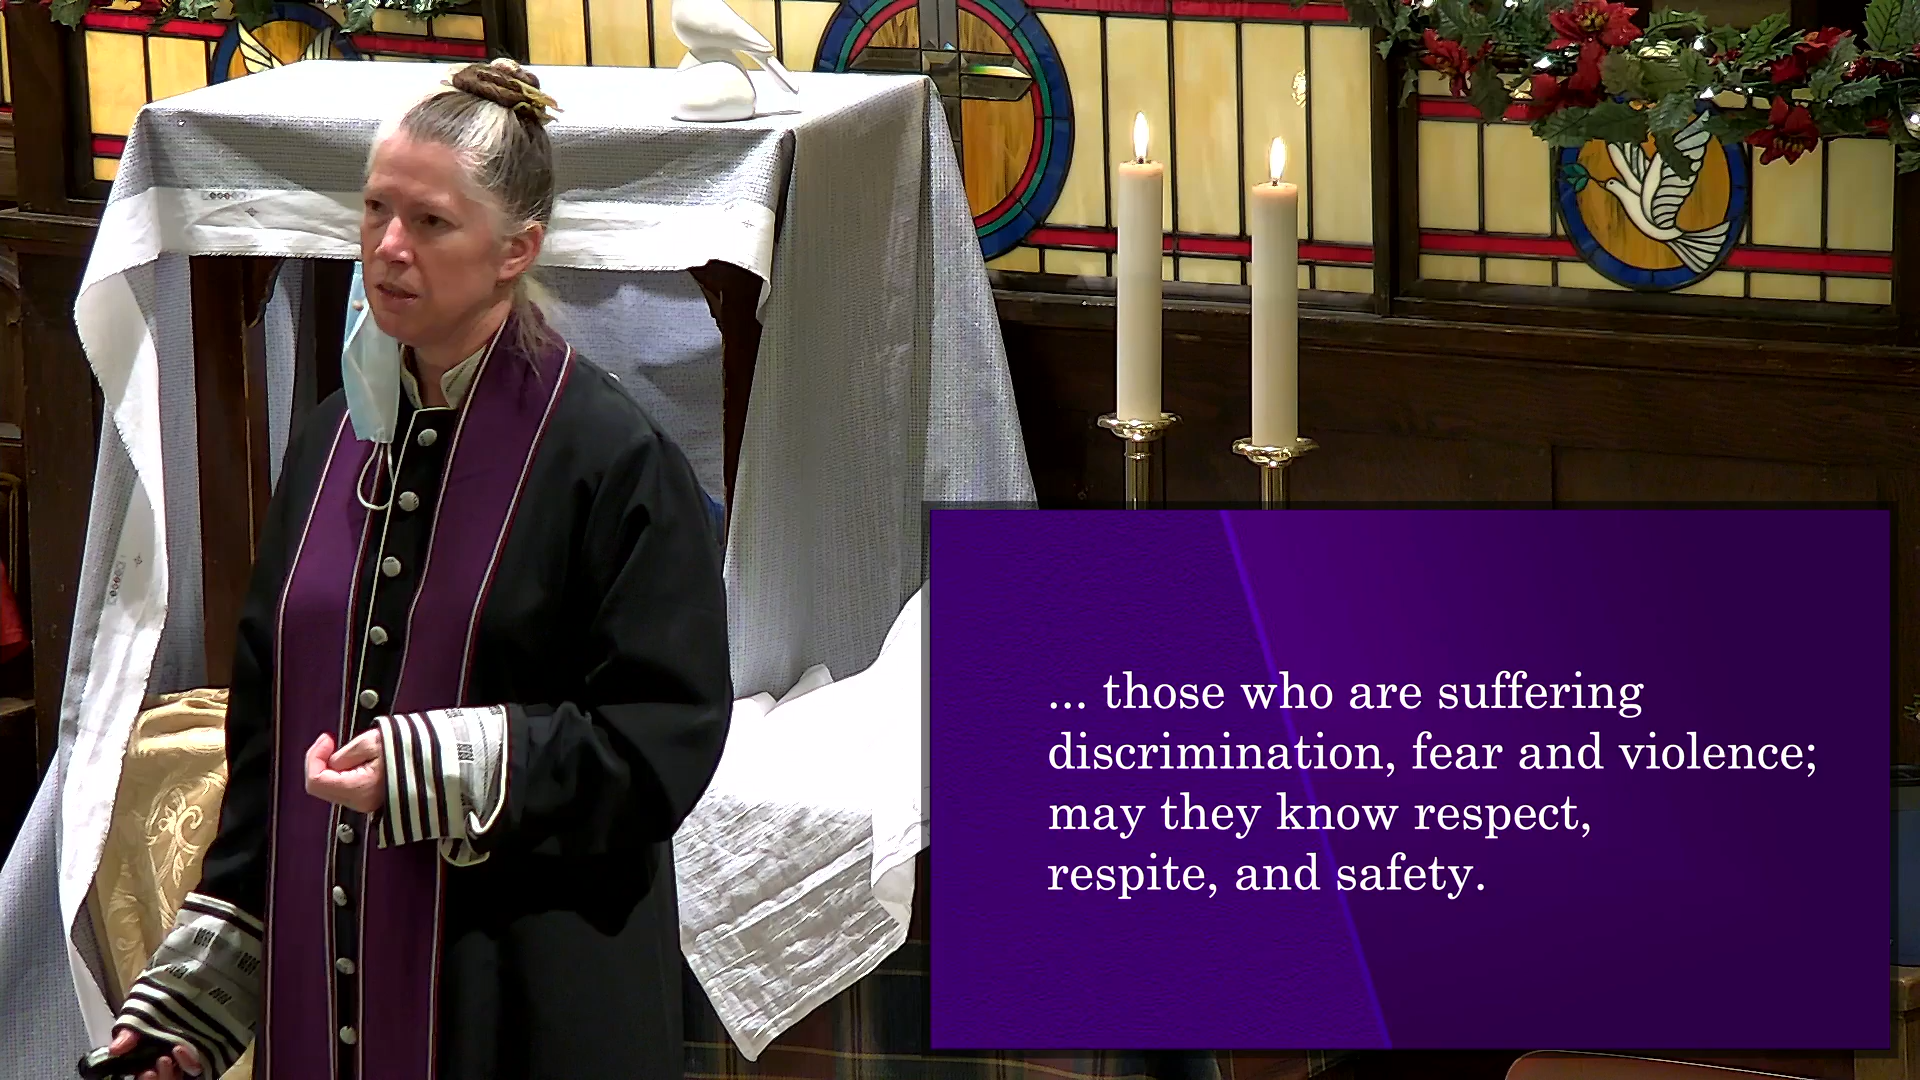 ... those who are suffering
discrimination, fear and violence;
may they know respect,
respite, and safety.